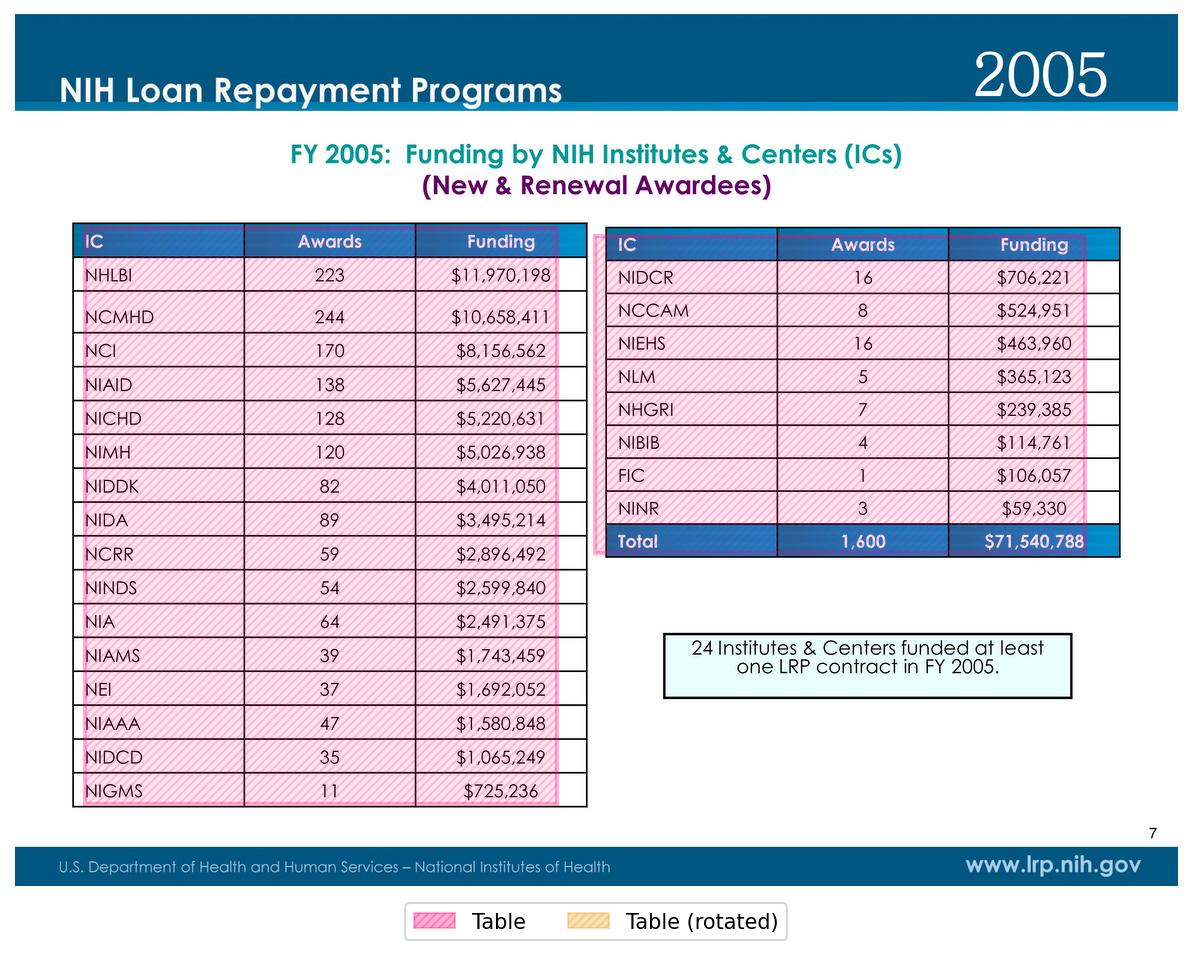 NIH Loan Repayment Programs
2005
FY 2005:  Funding by NIH Institutes & Centers (ICs)
(New & Renewal Awardees)
IC Awards Funding
NHLBI 223 $11,970,198
NCMHD 244 $10,658,411
NCI 170 $8,156,562
NIAID 138 $5,627,445
NICHD 128 $5,220,631
NIMH 120 $5,026,938
NIDDK 82 $4,011,050
NIDA 89 $3,495,214
NCRR 59 $2,896,492
NINDS 54 $2,599,840
NIA 64 $2,491,375
NIAMS 39 $1,743,459
NEI 37 $1,692,052
NIAAA 47 $1,580,848
NIDCD 35 $1,065,249
NIGMS 11 $725,236
IC Awards Funding
NIDCR 16 $706,221
NCCAM 8 $524,951
NIEHS 16 $463,960
NLM 5 $365,123
NHGRI 7 $239,385
NIBIB 4 $114,761
FIC 1 $106,057
NINR 3 $59,330
Total 1,600 $71,540,788
24 Institutes & Centers funded at least
one LRP contract in FY 2005.
7
U.S. Department of Health and Human Services – National Institutes of Health
www.lrp.nih.gov
Table
Table (rotated)